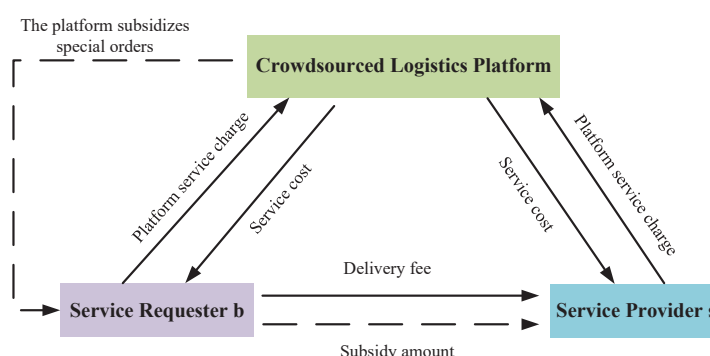 The platform subsidizes
special orders
Crowdsourced Logistics Platform
Platform service charge
Service cost
Service cost
Platform service charge
Delivery fee
Service Requester b
Service Provider s
Subsidy amount